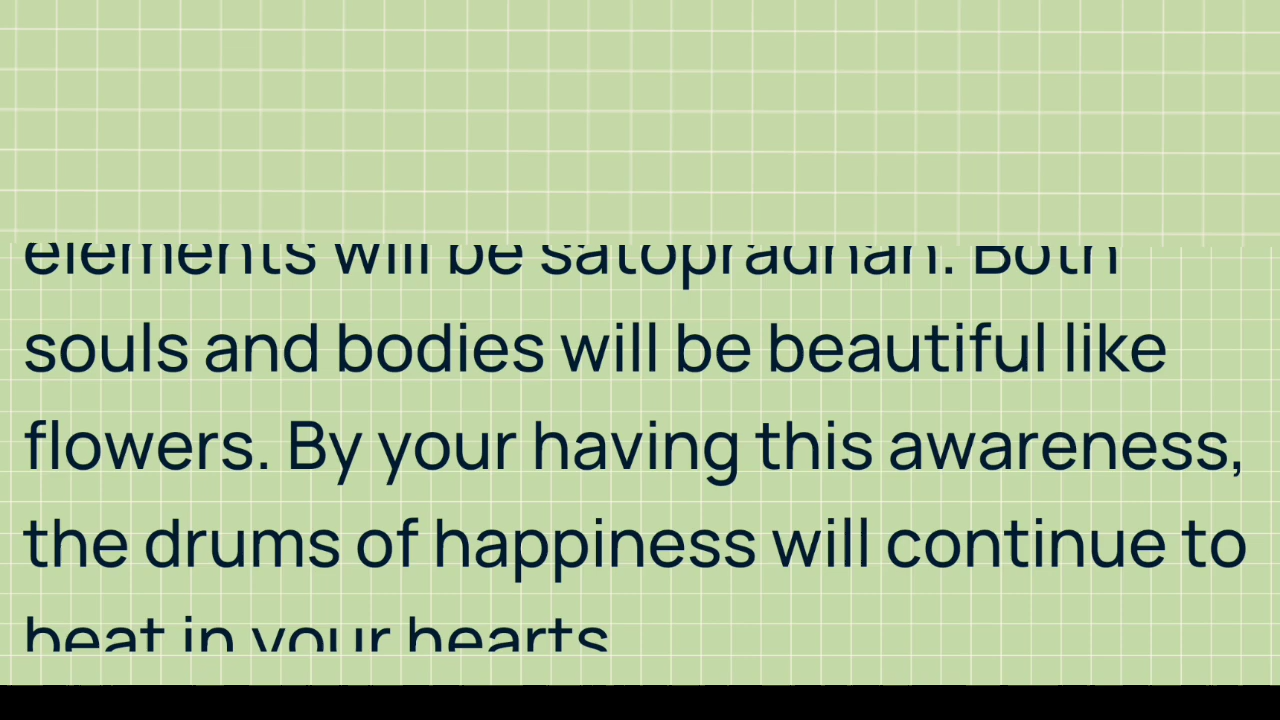 elements will be satopradhan. Both
souls and bodies will be beautiful like
flowers. By your having this awareness,
the drums of happiness will continue to
beat in your hearts